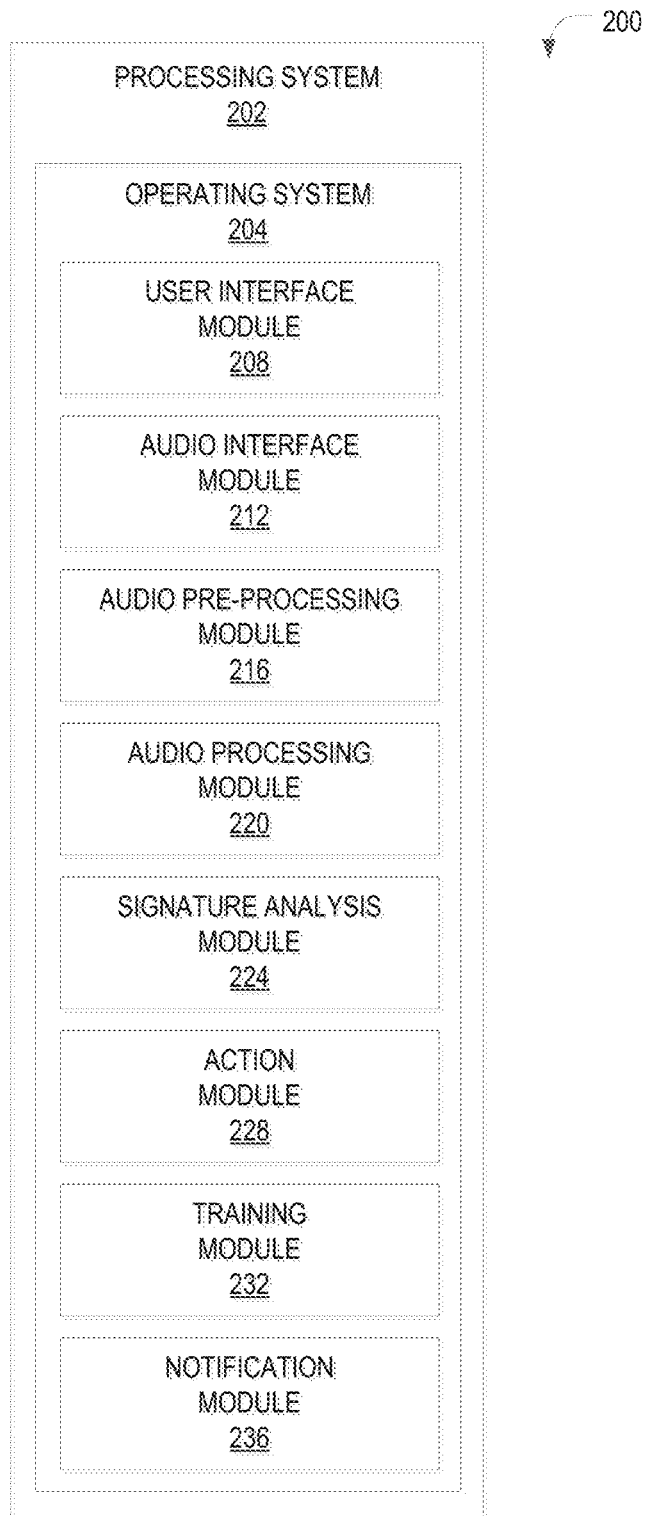 200
PROCESSING SYSTEM
202
OPERATING SYSTEM
204
USER INTERFACE
MODULE
208
AUDIO INTERFACE
MODULE
212
AUDIO PRE-PROCESSING
MODULE
216
AUDIO PROCESSING
MODULE
220
SIGNATURE ANALYSIS
MODULE
224
ACTION
MODULE
228
TRAINING
MODULE
232
NOTIFICATION
MODULE
236